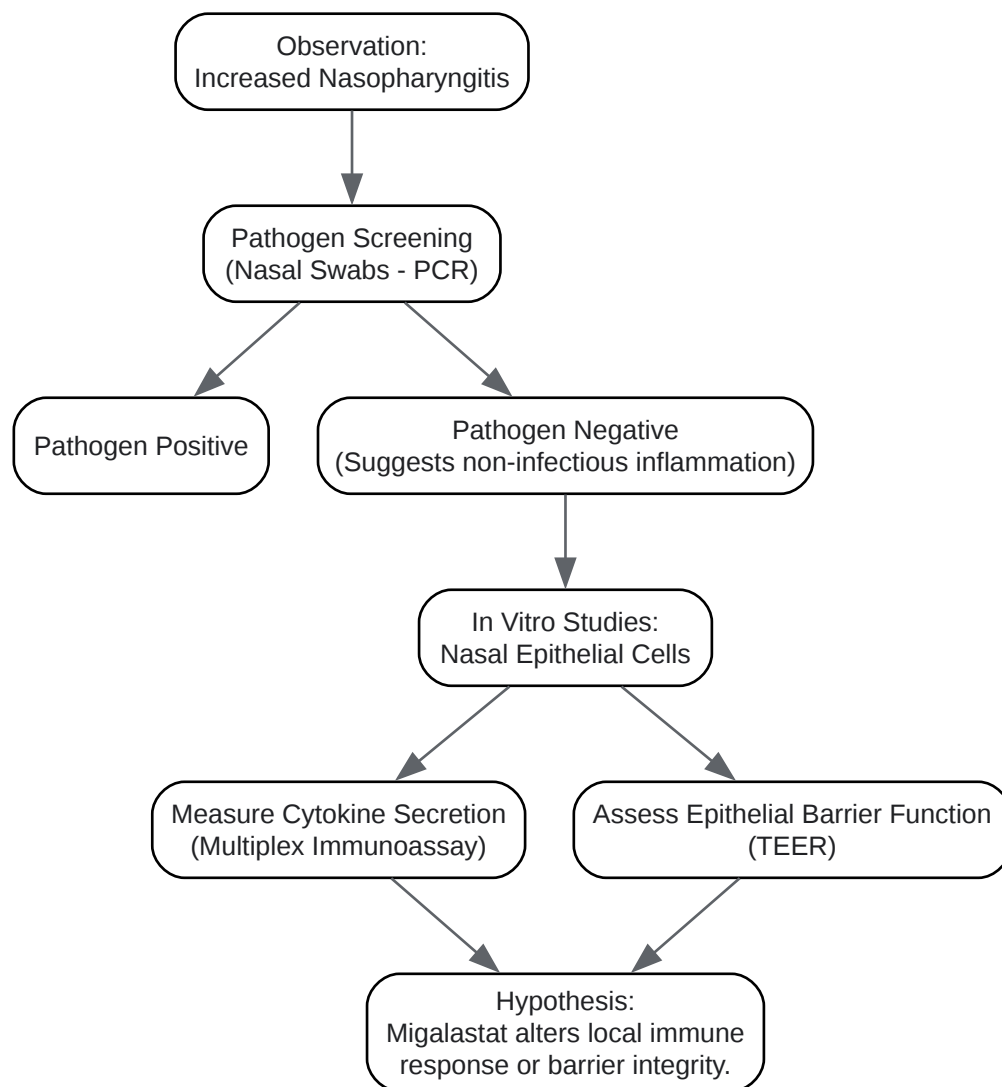 Observation:
Increased Nasopharyngitis
Pathogen Screening
(Nasal Swabs - PCR)
Pathogen Positive
Pathogen Negative
(Suggests non-infectious inflammation)
In Vitro Studies:
Nasal Epithelial Cells
Measure Cytokine Secretion
(Multiplex Immunoassay)
Assess Epithelial Barrier Function
(TEER)
Hypothesis:
Migalastat alters local immune
response or barrier integrity.